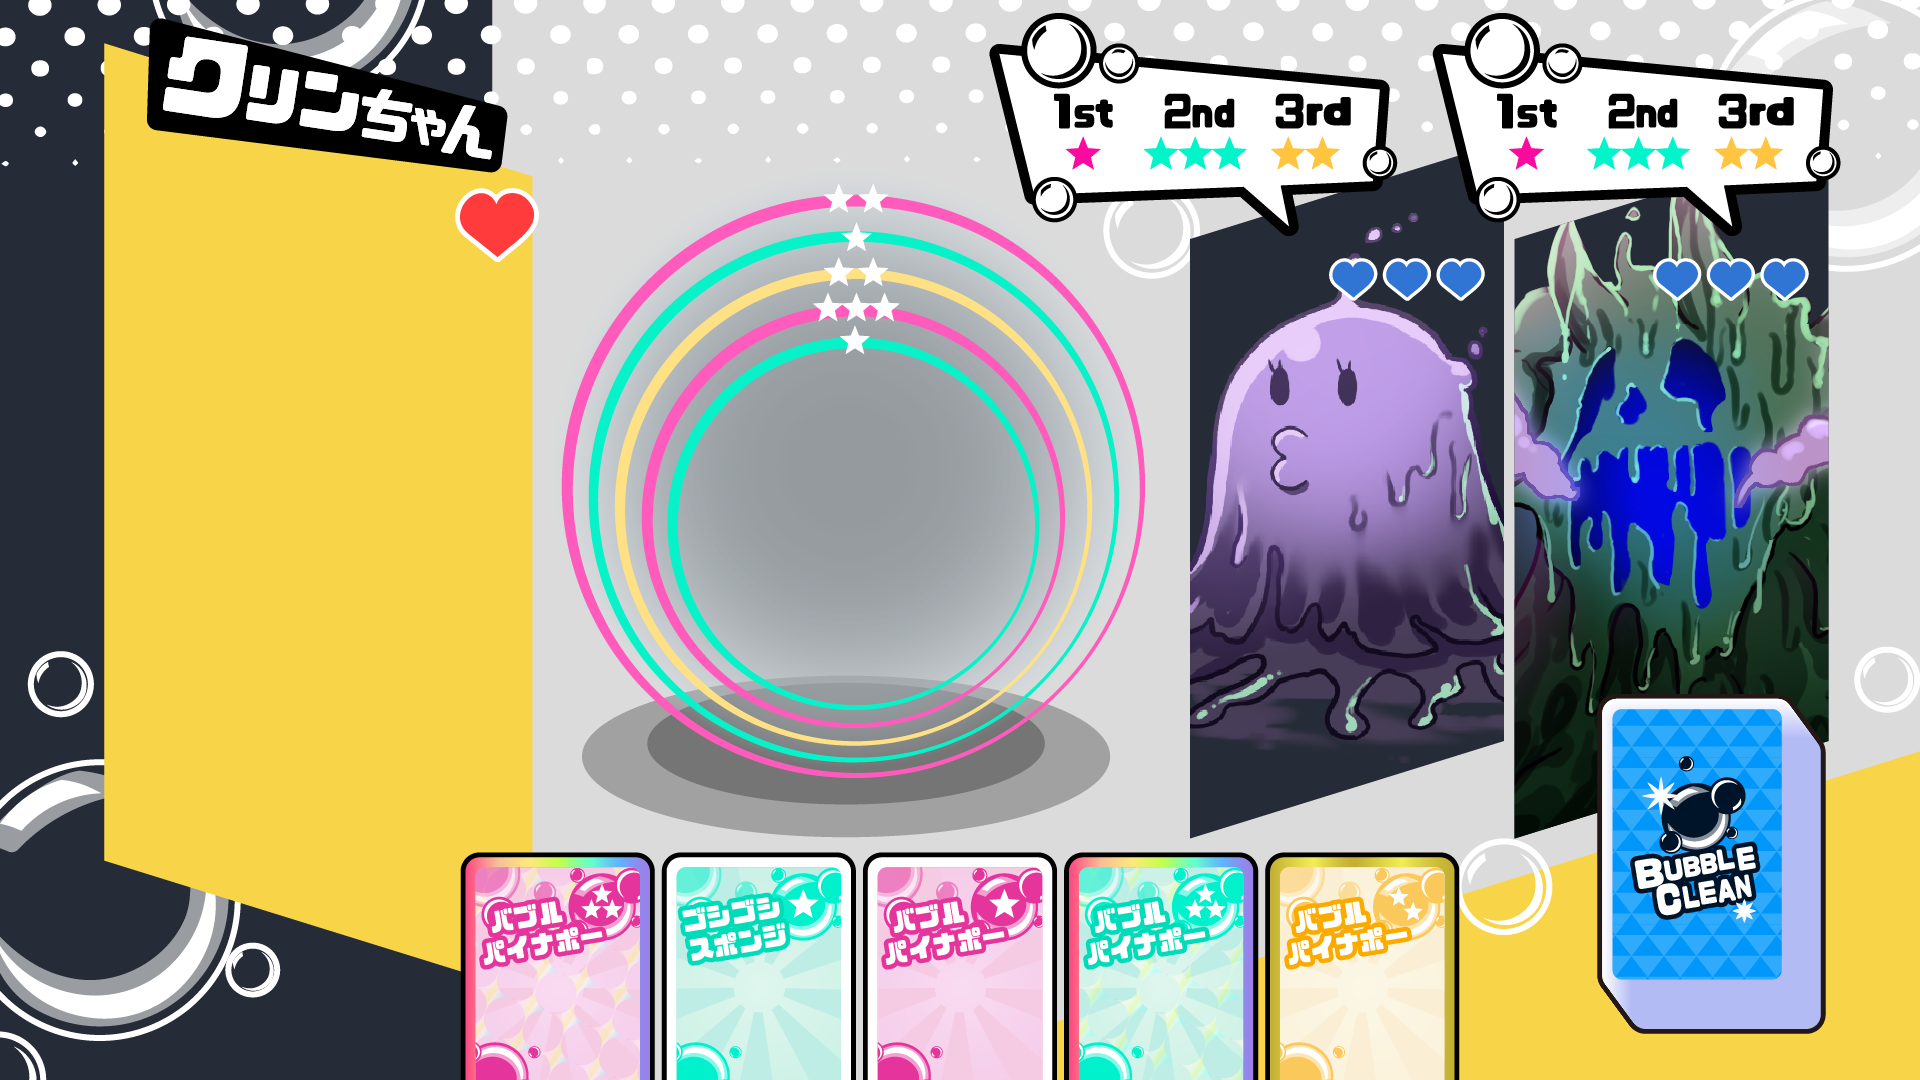 クリンちゃん
1st 2nd 3rd
1st 2nd 3rd
バブル
パイナポー
ゴシゴシ
スポンジ
バブル
パイナポー
バブル
パイナポー
バブル
パイナポー
BUBBLE
CLEAN